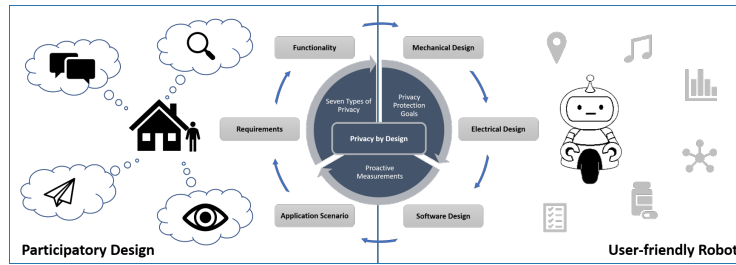 Functionality
Mechanical Design
Seven Types of
Privacy
Privacy
Protection
Goals
Requirements
Privacy by Design
Electrical Design
Proactive
Measurements
Application Scenario
Software Design
Participatory Design
User-friendly Robot